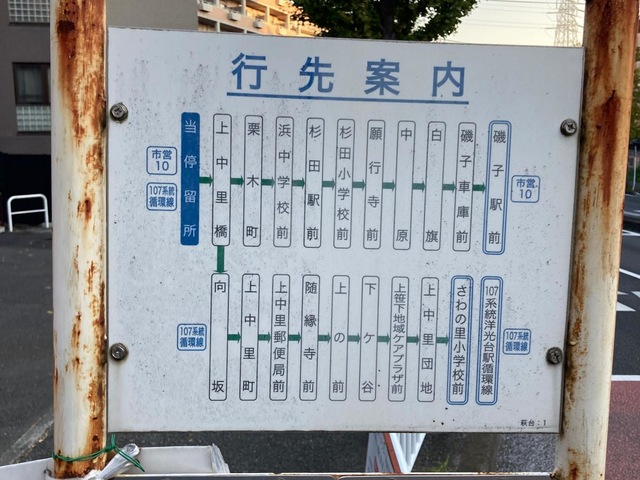 行先案内
市営
10
107系統
循環線
当停留所
上中里橋
栗木町
浜中学校前
杉田駅前
杉田小学校前
願行寺前
中原
白旗
磯子車庫前
磯子駅前
市営
10
107系統
循環線
向坂
上中里町
上中里郵便局前
随縁寺前
上の前
下ケ谷
上笹下地域ケアプラザ前
上中里団地
さわの里小学校前
107系統洋光台駅循環線
107系統
循環線
萩台：1